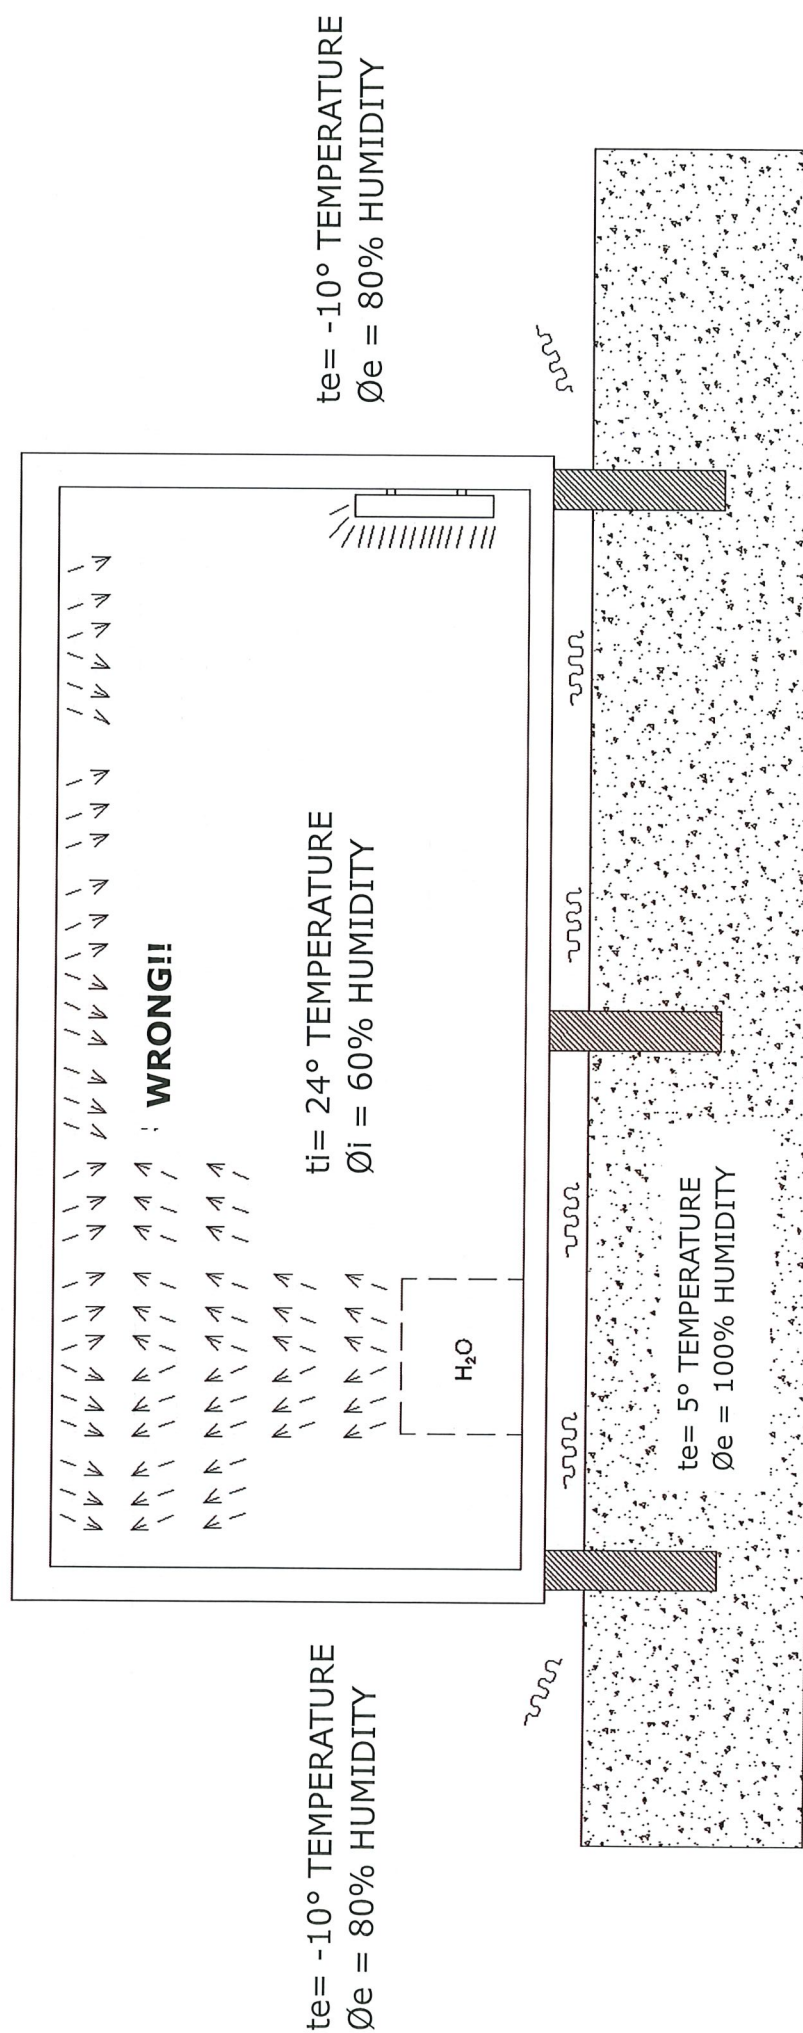 te= -10° TEMPERATURE
Øe = 80% HUMIDITY
WRONG!!
ti= 24° TEMPERATURE
Øi = 60% HUMIDITY
te= -10° TEMPERATURE
Øe = 80% HUMIDITY
H₂O
te= 5° TEMPERATURE
Øe = 100% HUMIDITY